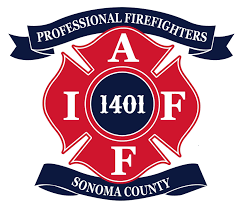 PROFESSIONAL FIREFIGHTERS
A
I 1401 F
F
SONOMA COUNTY